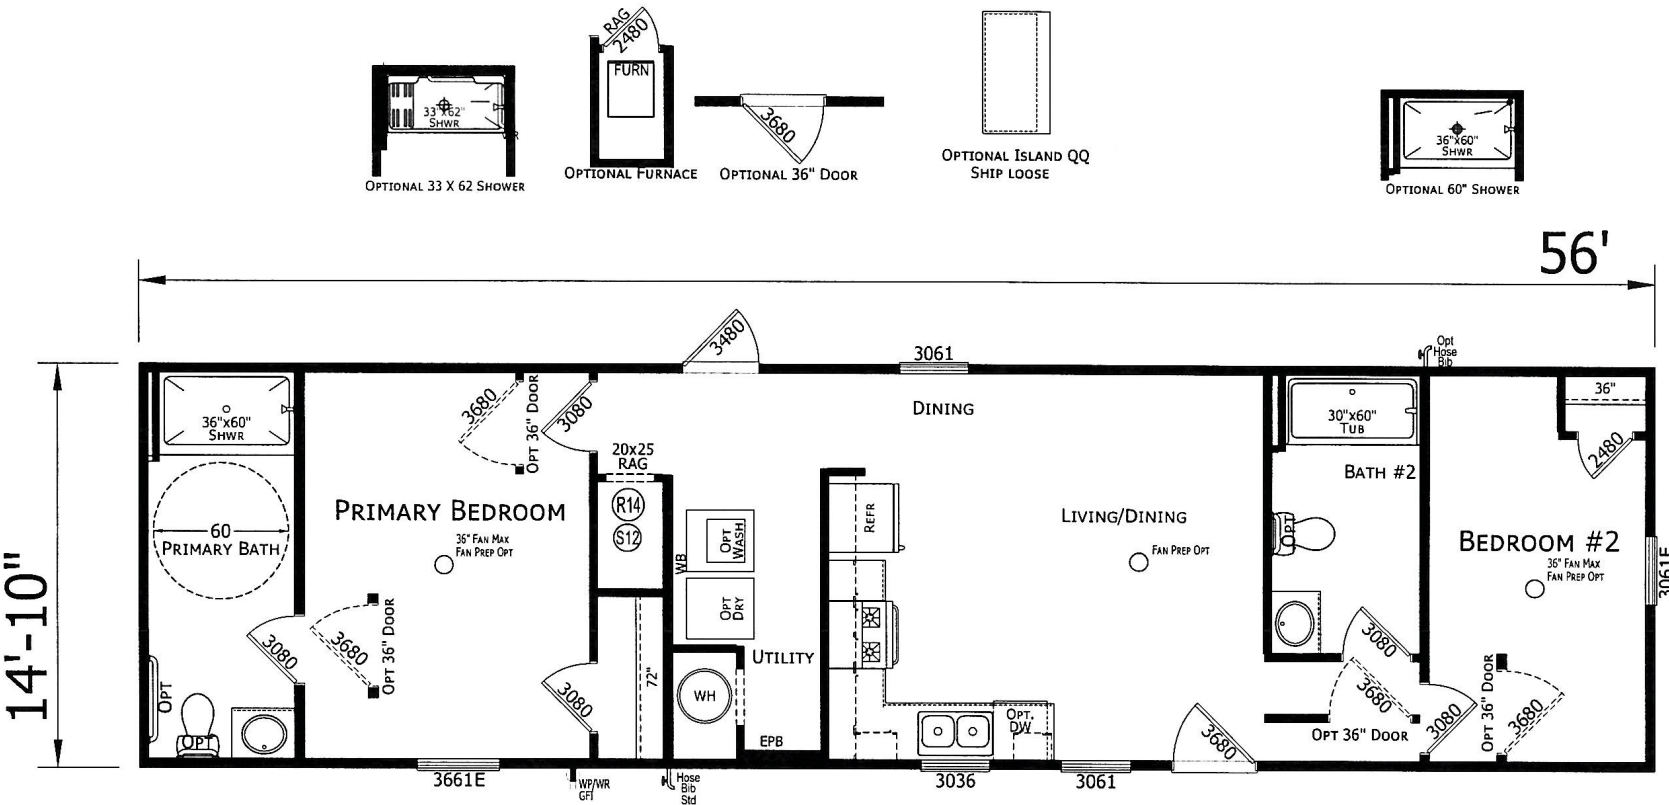 RAG
2480
FURN
OPTIONAL FURNACE
33"x62"
SHWR
R
OPTIONAL 33 X 62 SHOWER
3680
OPTIONAL 36" DOOR
OPTIONAL ISLAND QQ
SHIP LOOSE
36"x60"
SHWR
OPTIONAL 60" SHOWER
56'
14'-10"
3480
3061
Opt
Hose
Bib
36"x60"
SHWR
3680
OPT 36" DOOR
3080
DINING
30"x60"
TUB
36"
2480
20x25
RAG
BATH #2
PRIMARY BEDROOM
36" FAN MAX
FAN PREP OPT
R14
S12
OPT
WASH
WB
REFR
LIVING/DINING
FAN PREP OPT
OPT
BEDROOM #2
36" FAN MAX
FAN PREP OPT
3061E
60
PRIMARY BATH
OPT
DRY
3080
3680
OPT 36" DOOR
3080
UTILITY
3080
OPT
72"
WH
3680
OPT 36" DOOR
3080
OPT 36" DOOR
3680
OPT
EPB
OPT.
DW
3680
3661E
WP/WR
GFI
Hose
Bib
Std
3036
3061